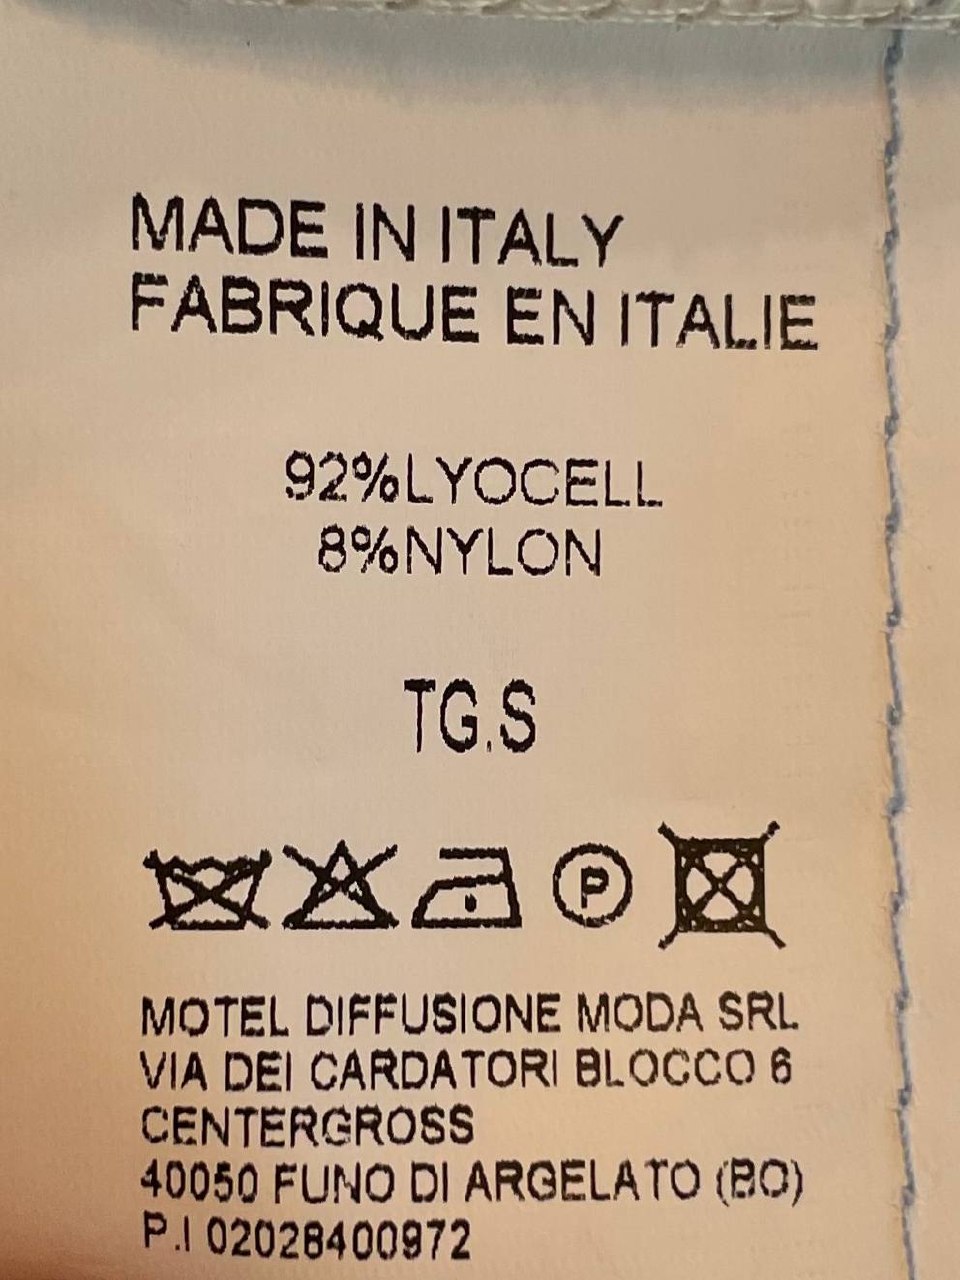 MADE IN ITALY
FABRIQUE EN ITALIE
92%LYOCELL
8%NYLON
TG.S
P
MOTEL DIFFUSIONE MODA SRL
VIA DEI CARDATORI BLOCCO 6
CENTERGROSS
40050 FUNO DI ARGELATO (BO)
P.I 02028400972